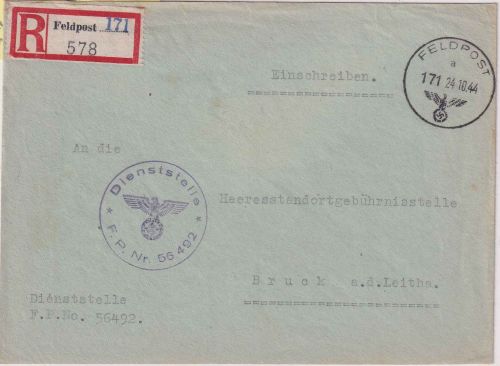 R Feldpost 171
578
FELDPOST
a
171 24.10.44
Einschreiben.
An die
Dienststelle
* F.P. Nr. 56492 *
Heeresstandortgebührnisstelle
Bruck a.d.Leitha.
Dienststelle
F.P.No. 56492.